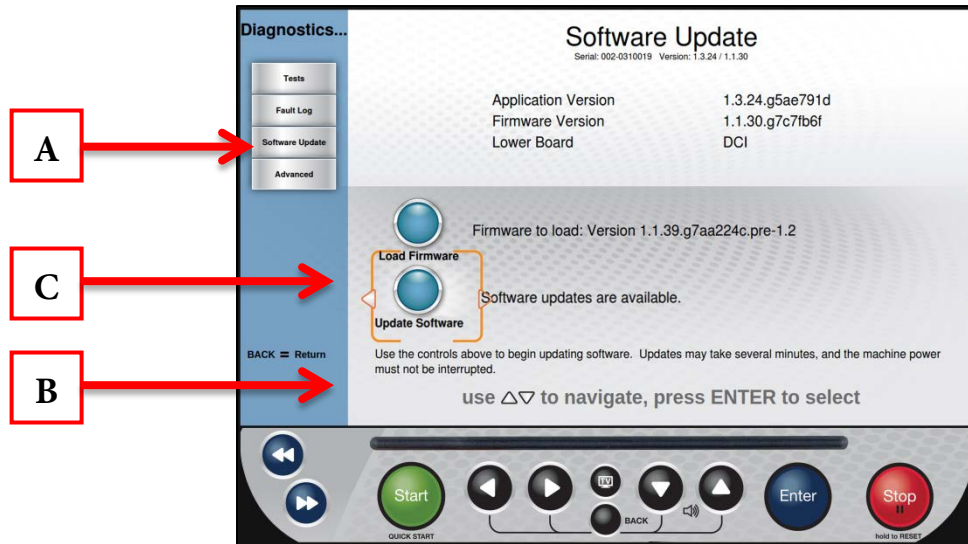 Diagnostics...
Tests
Fault Log
Software Update
Advanced
BACK = Return
Software Update
Serial: 002-0310019 Version: 1.3.24 / 1.1.30
Application Version 1.3.24.g5ae791d
Firmware Version 1.1.30.g7c7fb6f
Lower Board DCI
Load Firmware
Firmware to load: Version 1.1.39.g7aa224c.pre-1.2
Update Software
Software updates are available.
Use the controls above to begin updating software. Updates may take several minutes, and the machine power
must not be interrupted.
use △▽ to navigate, press ENTER to select
Start
QUICK START
TV
BACK
Enter
Stop
hold to RESET
A
C
B